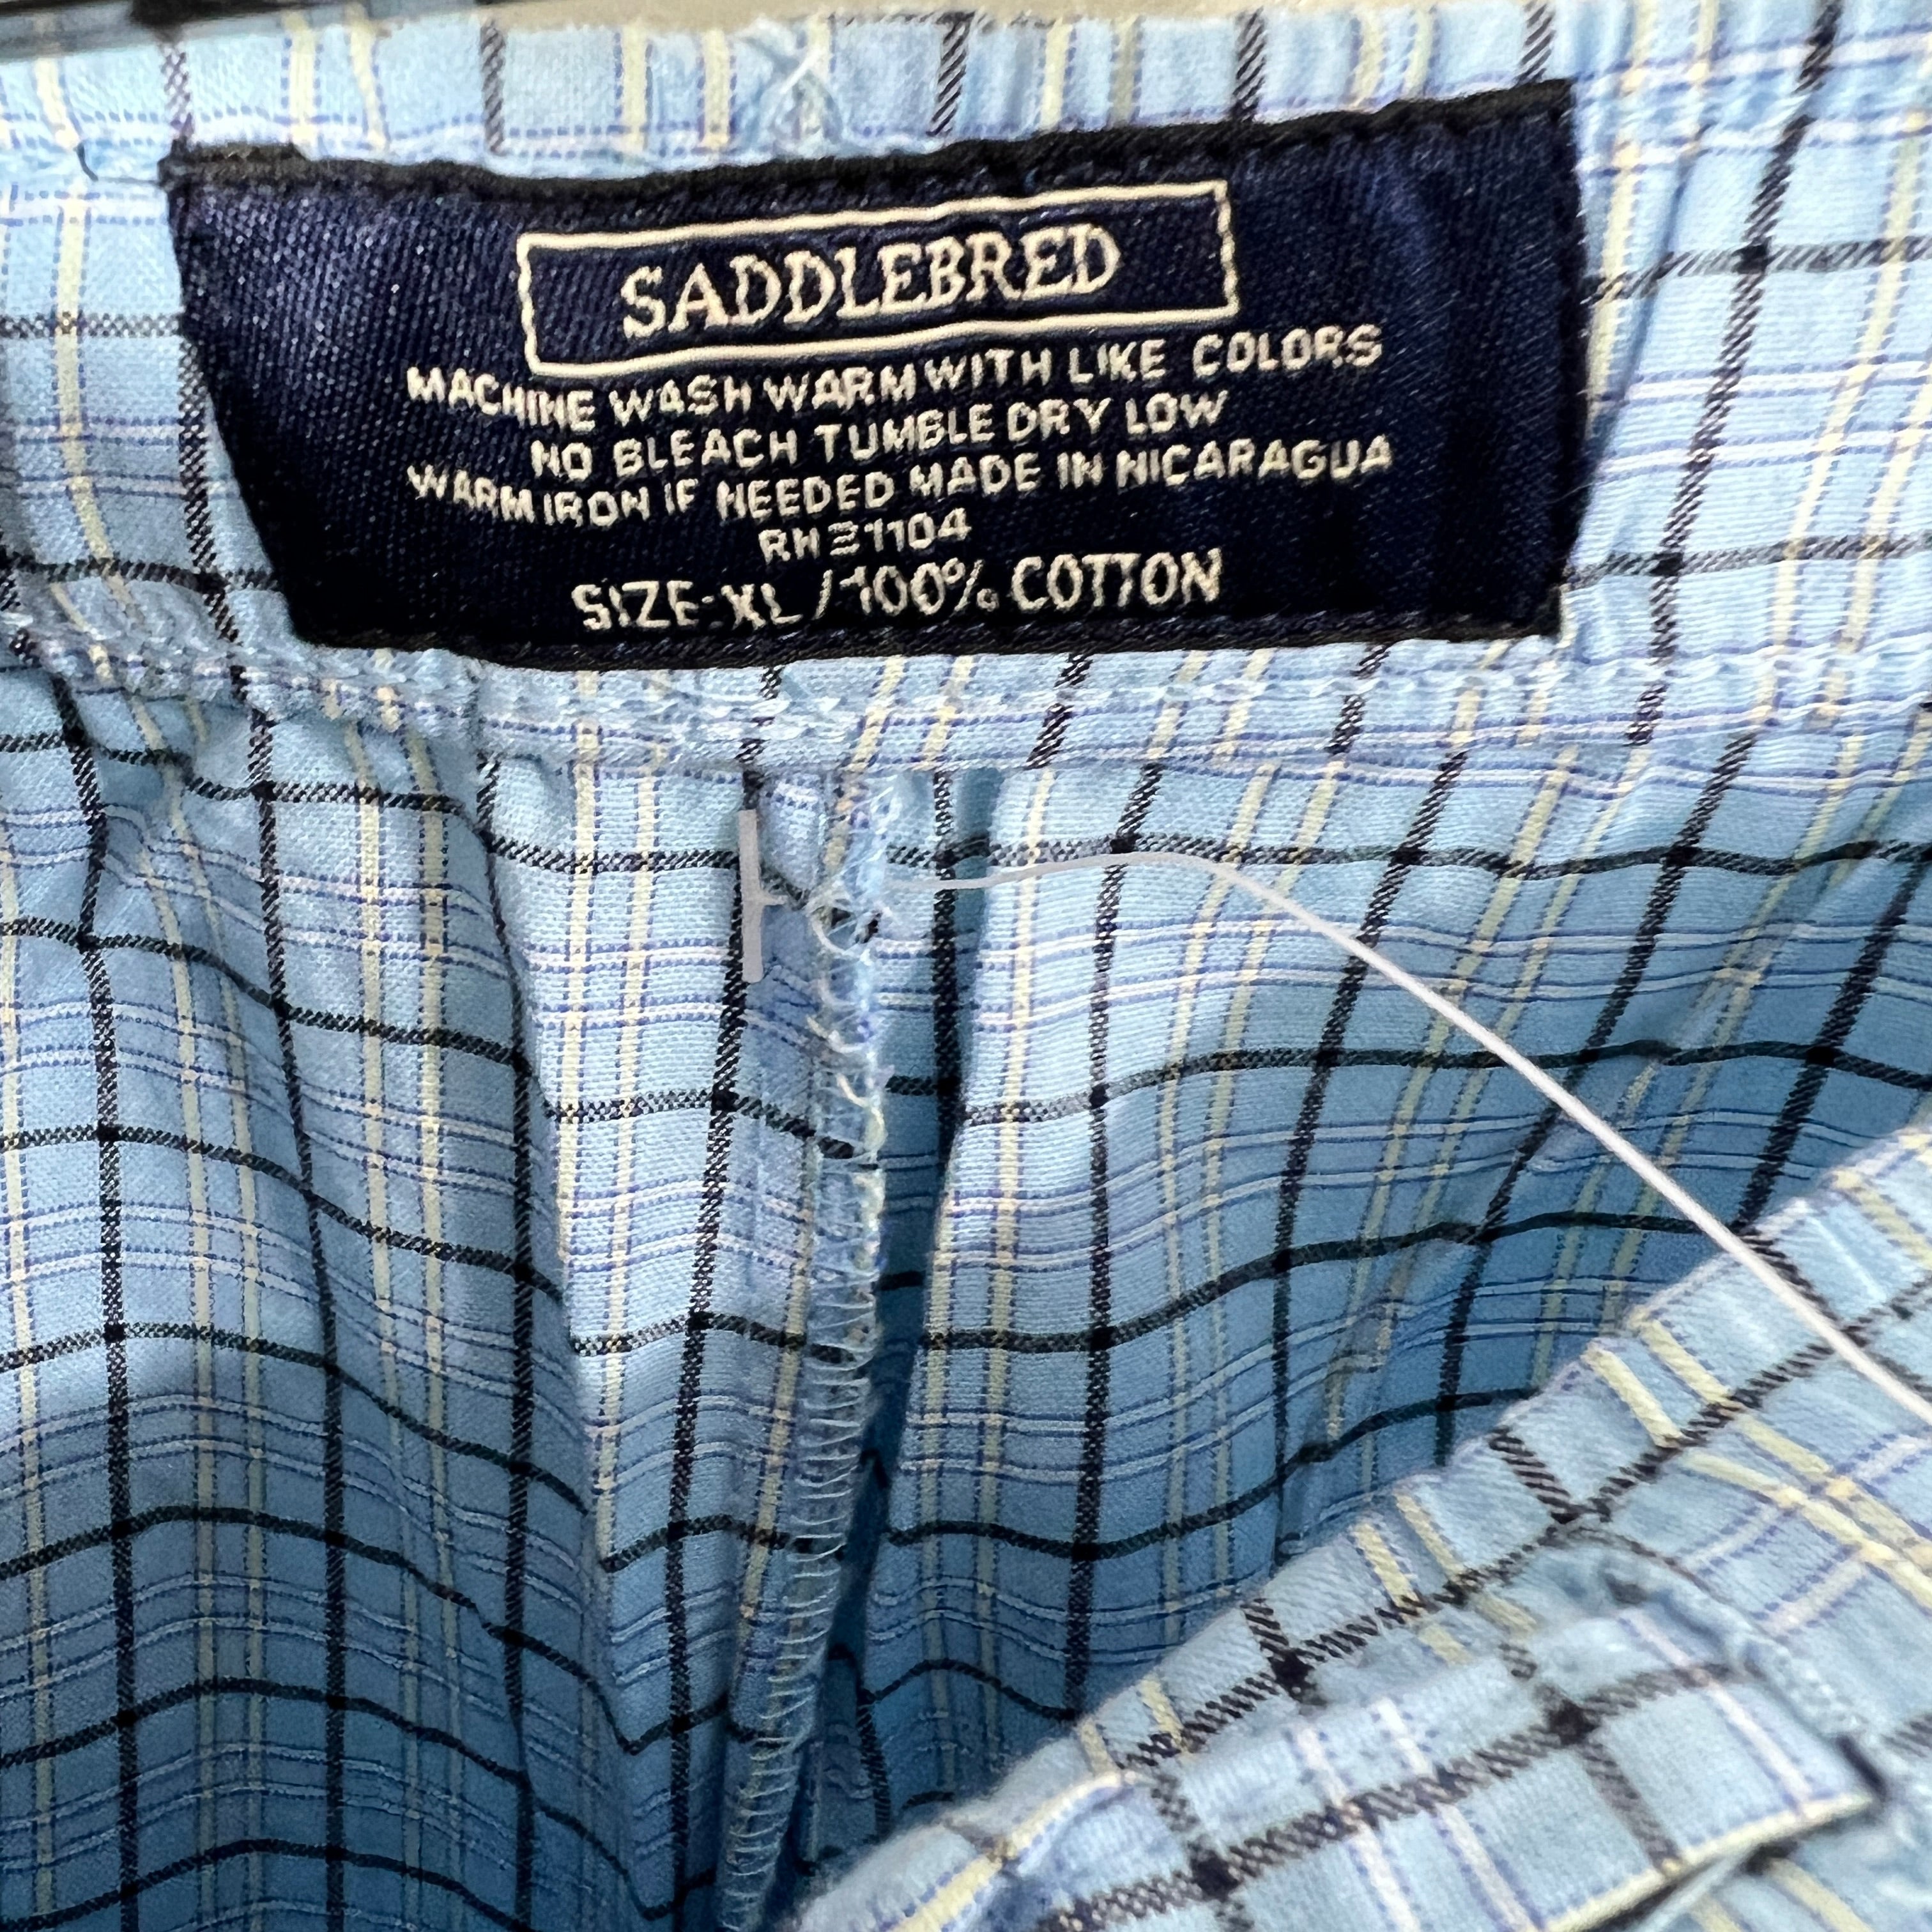 SADDLEBRED
MACHINE WASH WARM WITH LIKE COLORS
NO BLEACH TUMBLE DRY LOW
WARM IRON IF NEEDED MADE IN NICARAGUA
RN 31104
SIZE: XL / 100% COTTON